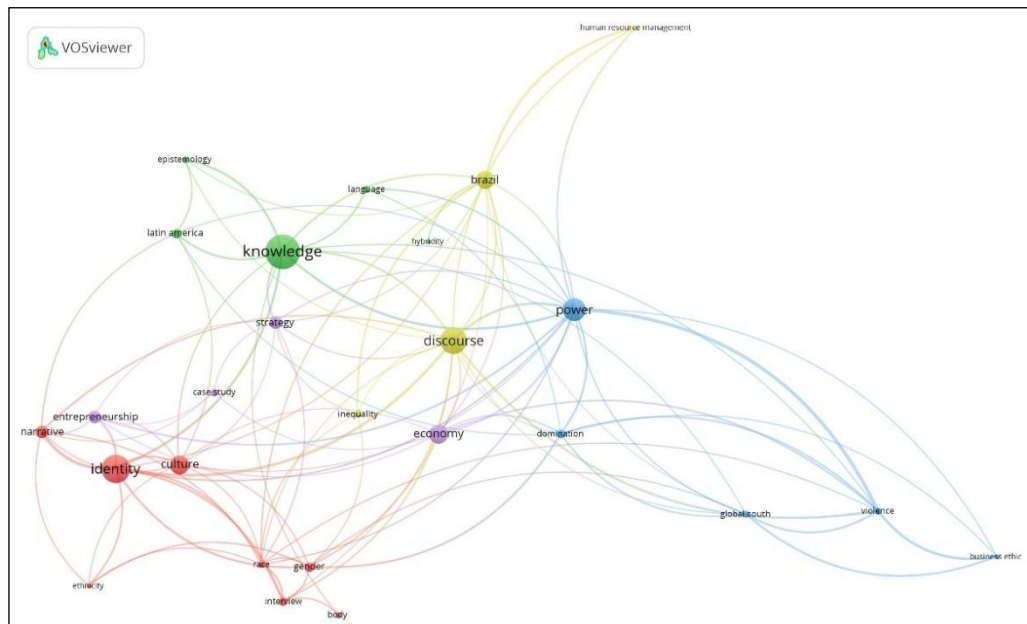 human resource management
VOSviewer
epistemology
language
brazil
latin america
hybridity
knowledge
power
strategy
discourse
case study
inequality
entrepreneurship
narrative
economy
domination
identity
culture
global south
violence
business ethic
race
gender
ethnicity
interview
body